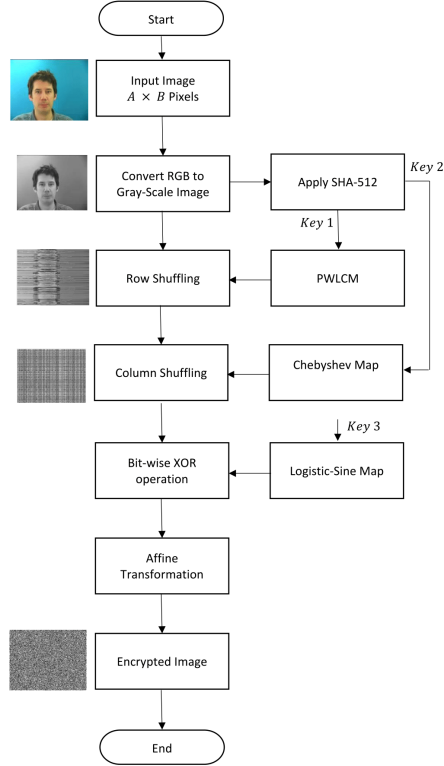 Start
Input Image
A × B Pixels
Convert RGB to
Gray-Scale Image
Apply SHA-512
Key 2
Key 1
Row Shuffling
PWLCM
Column Shuffling
Chebyshev Map
Key 3
Bit-wise XOR
operation
Logistic-Sine Map
Affine
Transformation
Encrypted Image
End